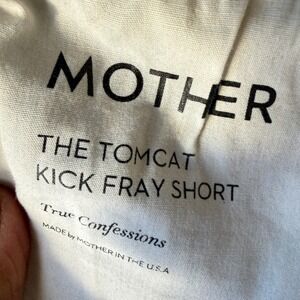 MOTHER
THE TOMCAT
KICK FRAY SHORT
True Confessions
MADE by MOTHER IN THE U.S.A